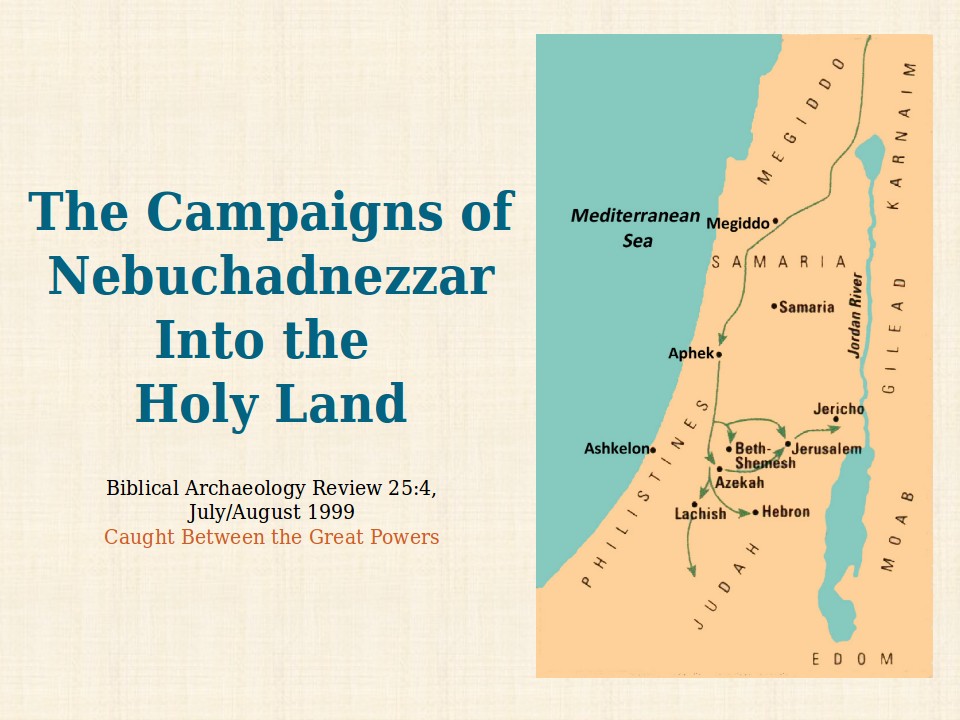 The Campaigns of
Nebuchadnezzar
Into the
Holy Land
Biblical Archaeology Review 25:4,
July/August 1999
Caught Between the Great Powers
MEGIDDO
KARNAIM
Mediterranean
Sea
Megiddo
SAMARIA
Samaria
Jordan River
GILEAD
Aphek
Jericho
PHILISTINES
Ashkelon
Beth-
Shemesh
Jerusalem
Azekah
Lachish
Hebron
MOAB
JUDAH
EDOM